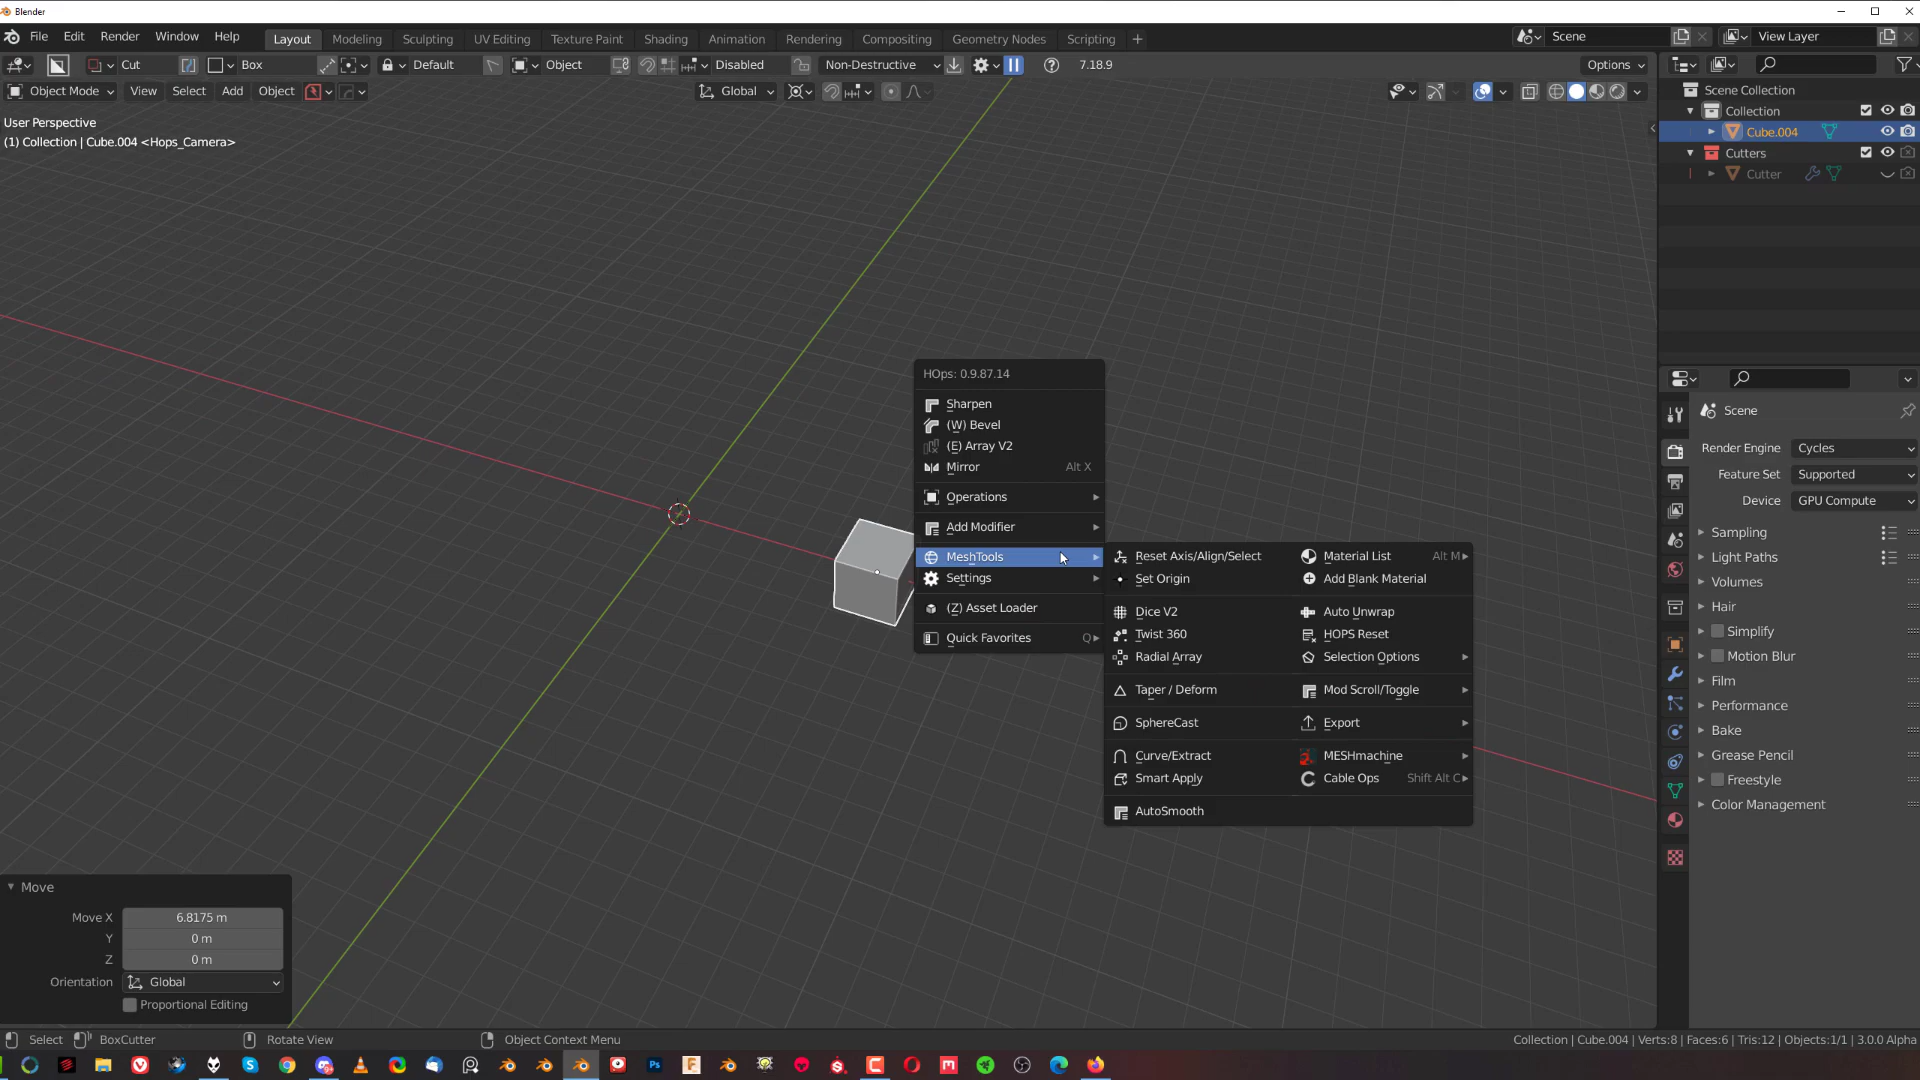 Blender
File Edit Render Window Help
Layout Modeling Sculpting UV Editing Texture Paint Shading Animation Rendering Compositing Geometry Nodes Scripting +
Scene
View Layer
Cut
Box
Default
Object
Disabled
Non-Destructive
7.18.9
Options
Object Mode
View Select Add Object
Global
User Perspective
(1) Collection | Cube.004 <Hops_Camera>
Scene Collection
Collection
Cube.004
Cutters
Cutter
HOps: 0.9.87.14
Sharpen
(W) Bevel
(E) Array V2
Mirror Alt X
Operations
Add Modifier
MeshTools
Settings
(Z) Asset Loader
Quick Favorites Q
Reset Axis/Align/Select
Set Origin
Dice V2
Twist 360
Radial Array
Taper / Deform
SphereCast
Curve/Extract
Smart Apply
AutoSmooth
Material List Alt M
Add Blank Material
Auto Unwrap
HOPS Reset
Selection Options
Mod Scroll/Toggle
Export
MESHmachine
Cable Ops Shift Alt C
Scene
Render Engine Cycles
Feature Set Supported
Device GPU Compute
Sampling
Light Paths
Volumes
Hair
Simplify
Motion Blur
Film
Performance
Bake
Grease Pencil
Freestyle
Color Management
Move
Move X 6.8175 m
Y 0 m
Z 0 m
Orientation Global
Proportional Editing
Select
BoxCutter
Rotate View
Object Context Menu
Collection | Cube.004 | Verts:8 | Faces:6 | Tris:12 | Objects:1/1 | 3.0.0 Alpha